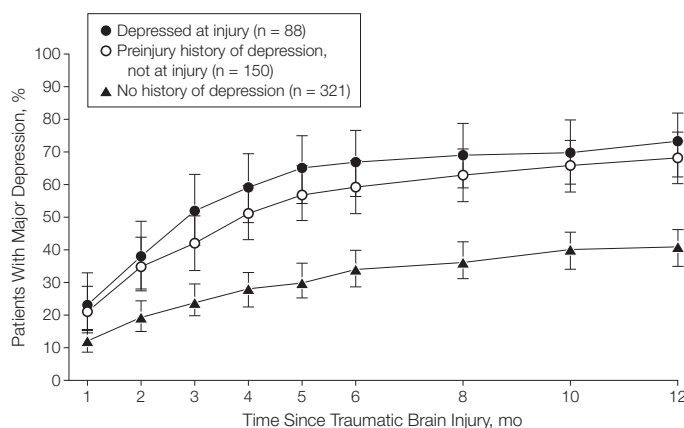 Depressed at injury (n = 88)
Preinjury history of depression,
not at injury (n = 150)
No history of depression (n = 321)
100
90
80
70
60
50
40
30
20
10
0
Patients With Major Depression, %
1 2 3 4 5 6 8 10 12
Time Since Traumatic Brain Injury, mo